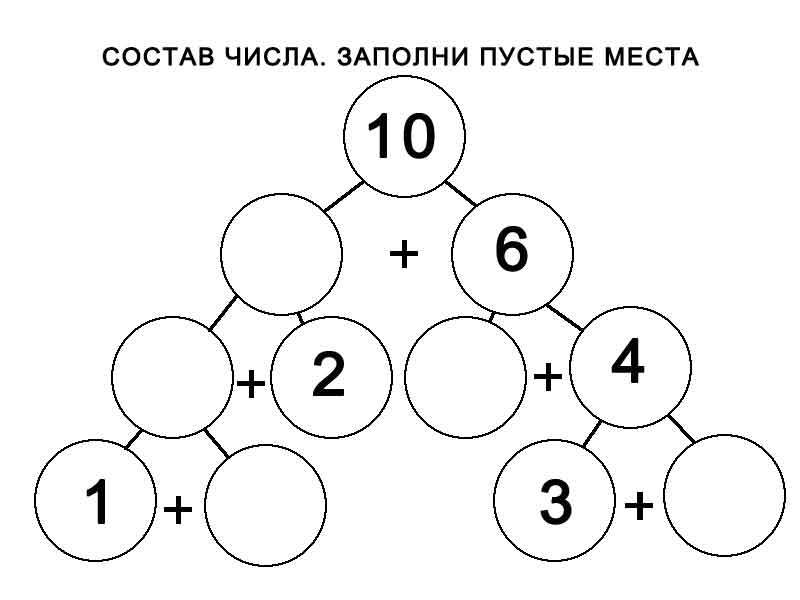 СОСТАВ ЧИСЛА. ЗАПОЛНИ ПУСТЫЕ МЕСТА
10
+ 6
+ 2 + 4
1 + 3 +